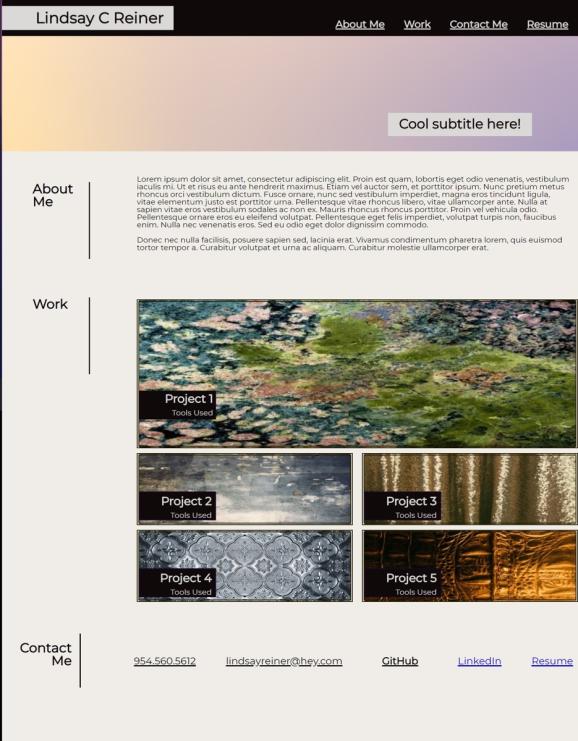 Lindsay C Reiner
About Me Work Contact Me Resume
Cool subtitle here!
About
Me
Lorem ipsum dolor sit amet, consectetur adipiscing elit. Proin est quam, lobortis eget odio venenatis, vestibulum
iaculis mi. Ut et risus eu ante hendrerit maximus. Etiam vel auctor sem, et porttitor ipsum. Nunc pretium metus
rhoncus orci vestibulum dictum. Fusce ornare, nunc sed vestibulum imperdiet, magna eros tincidunt ligula,
vitae elementum justo est porttitor urna. Pellentesque vitae rhoncus libero, vitae ullamcorper ante. Nulla at
sapien vitae eros vestibulum sodales ac non ex. Mauris rhoncus rhoncus porttitor. Proin vel vehicula odio.
Pellentesque ornare eros eu eleifend volutpat. Pellentesque eget felis imperdiet, volutpat turpis non, faucibus
enim. Nulla nec venenatis eros. Sed eu odio eget dolor dignissim commodo.
Donec nec nulla facilisis, posuere sapien sed, lacinia erat. Vivamus condimentum pharetra lorem, quis euismod
tortor tempor a. Curabitur volutpat et urna ac aliquam. Curabitur molestie ullamcorper erat.
Work
Project 1
Tools Used
Project 2
Tools Used
Project 3
Tools Used
Project 4
Tools Used
Project 5
Tools Used
Contact
Me
954.560.5612 lindsayreiner@hey.com GitHub LinkedIn Resume